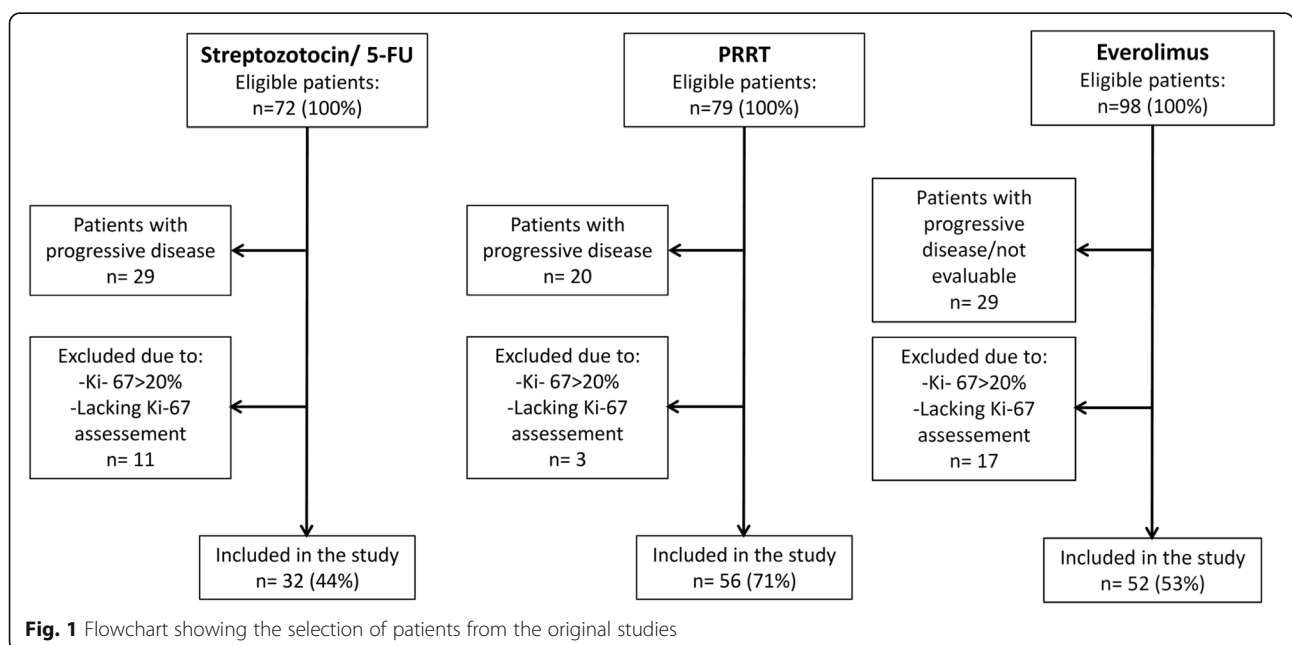 Streptozotocin/ 5-FU
Eligible patients:
n=72 (100%)
Patients with
progressive disease
n= 29
Excluded due to:
-Ki- 67>20%
-Lacking Ki-67
assessement
n= 11
Included in the study
n= 32 (44%)
PRRT
Eligible patients:
n=79 (100%)
Patients with
progressive disease
n= 20
Excluded due to:
-Ki- 67>20%
-Lacking Ki-67
assessement
n= 3
Included in the study
n= 56 (71%)
Everolimus
Eligible patients:
n=98 (100%)
Patients with
progressive
disease/not
evaluable
n= 29
Excluded due to:
-Ki- 67>20%
-Lacking Ki-67
assessement
n= 17
Included in the study
n= 52 (53%)
Fig. 1 Flowchart showing the selection of patients from the original studies